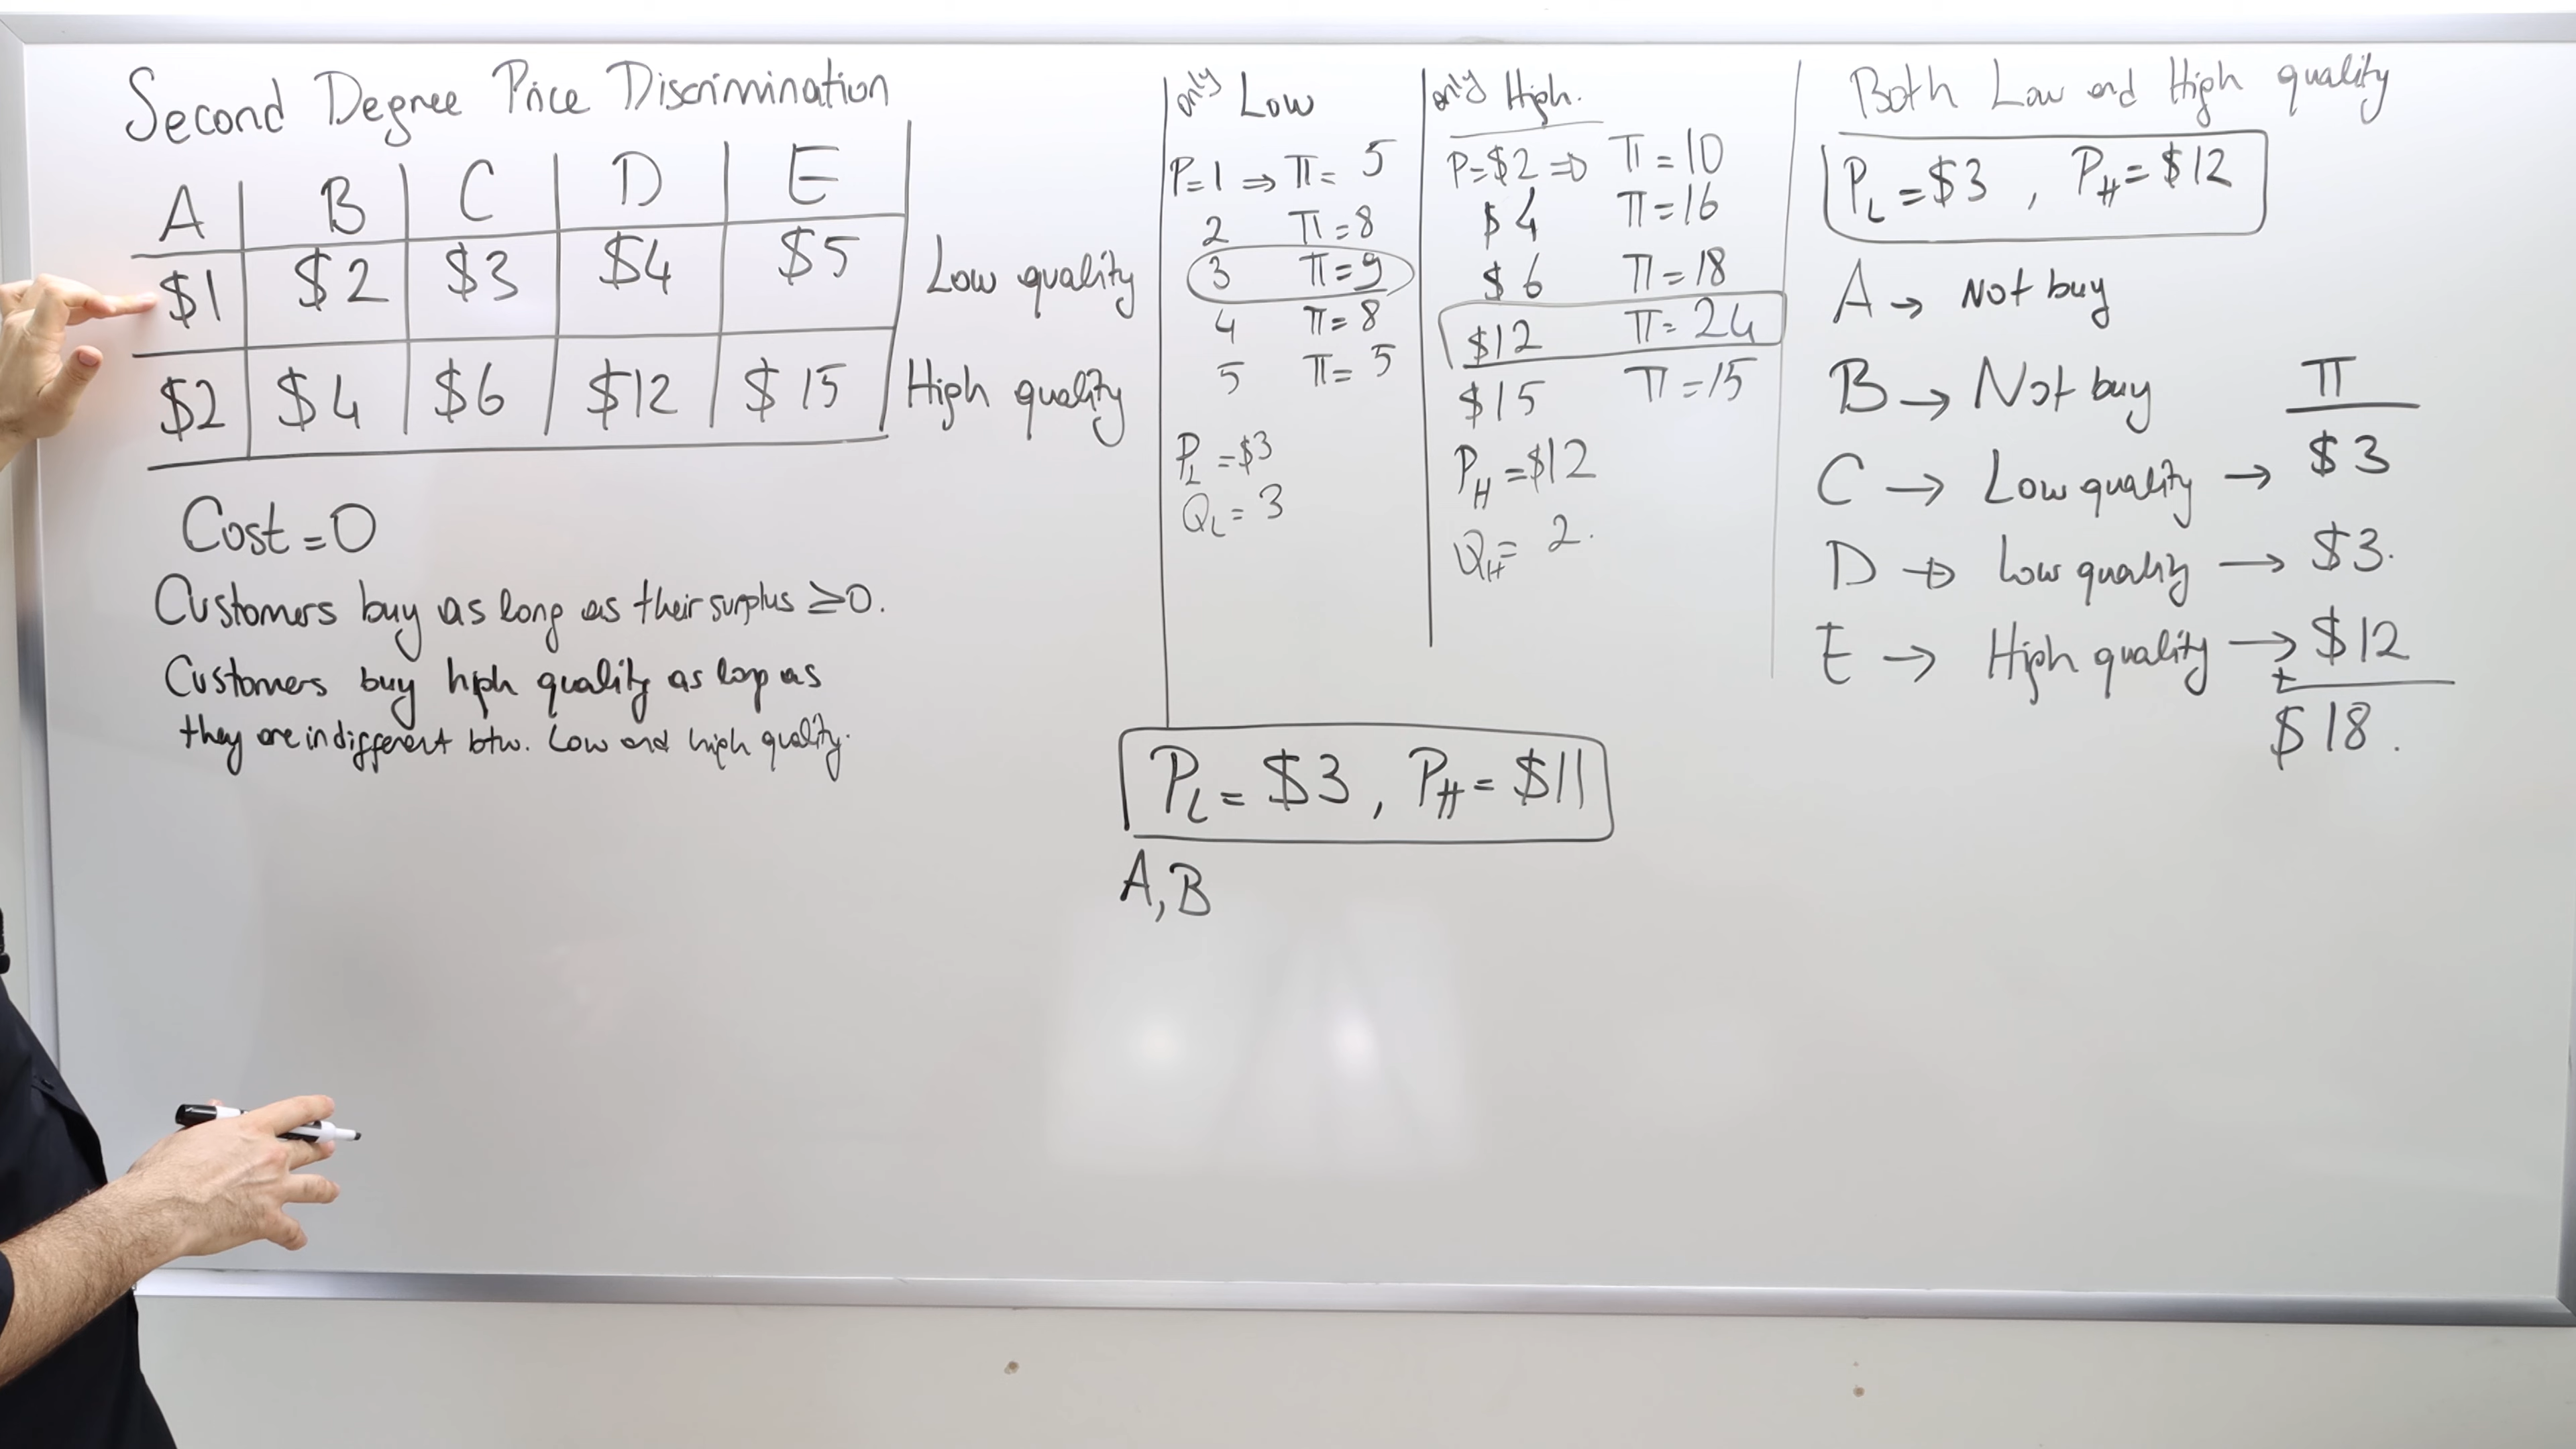 Second Degree Price Discrimination
A B C D E
$1 $2 $3 $4 $5 Low quality
$2 $4 $6 $12 $15 High quality
Cost = 0
Customers buy as long as their surplus ≥ 0.
Customers buy high quality as long as
they are indifferent btw. Low and high quality.
only Low
P=1 ⇒ π= 5
2 π=8
3 π=9
4 π=8
5 π= 5
PL = $3
QL = 3
only High.
P=$2 ⇒ π=10
$4 π=16
$6 π=18
$12 π=24
$15 π=15
PH = $12
QH = 2.
PL = $3, PH = $11
A, B
Both Low and High quality
PL = $3, PH = $12
A → Not buy
B → Not buy
π
C → Low quality → $3
D → Low quality → $3.
E → High quality → $12
+
$18.